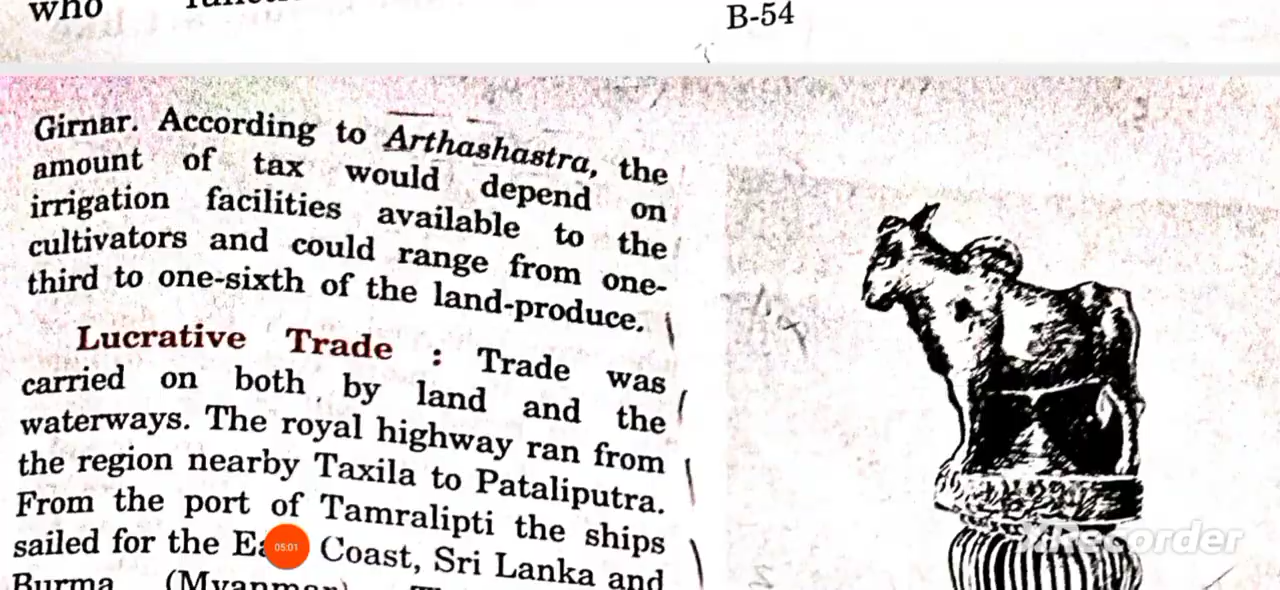 who
B-54
Girnar. According to Arthashastra, the
amount of tax would depend on
irrigation facilities available to the
cultivators and could range from one-
third to one-sixth of the land-produce.
Lucrative Trade : Trade was
carried on both by land and the
waterways. The royal highway ran from
the region nearby Taxila to Pataliputra.
From the port of Tamralipti the ships
sailed for the Coast, Sri Lanka and
Burma (Myanmar)
05:01
XRecorder